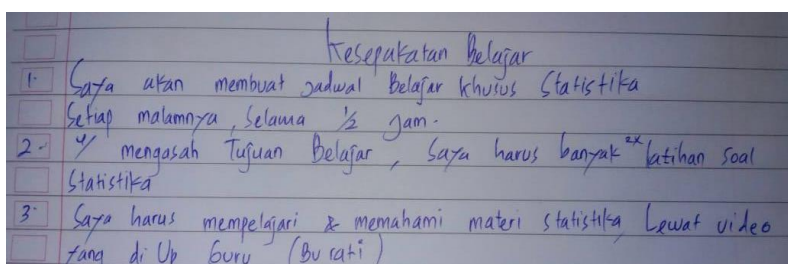 Kesepakatan Belajar
1. Saya akan membuat Jadwal Belajar khusus Statistika
Setiap malamnya, Selama 1/2 Jam.
2. u/ mengasah Tujuan Belajar, Saya harus banyak 2x latihan soal
Statistika
3. Saya harus mempelajari & memahami materi statistika Lewat video
yang di Up Guru (Bu rati)